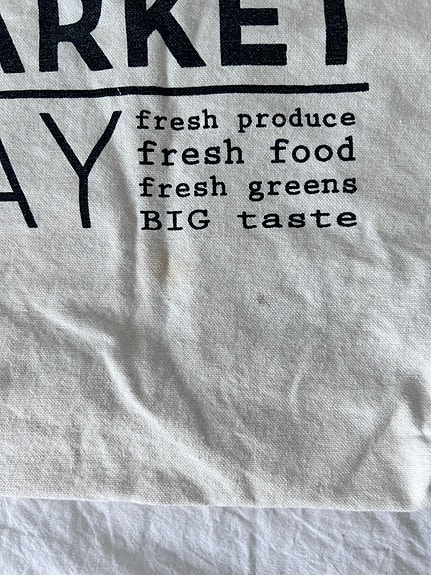 ARKET
AY
fresh produce
fresh food
fresh greens
BIG taste